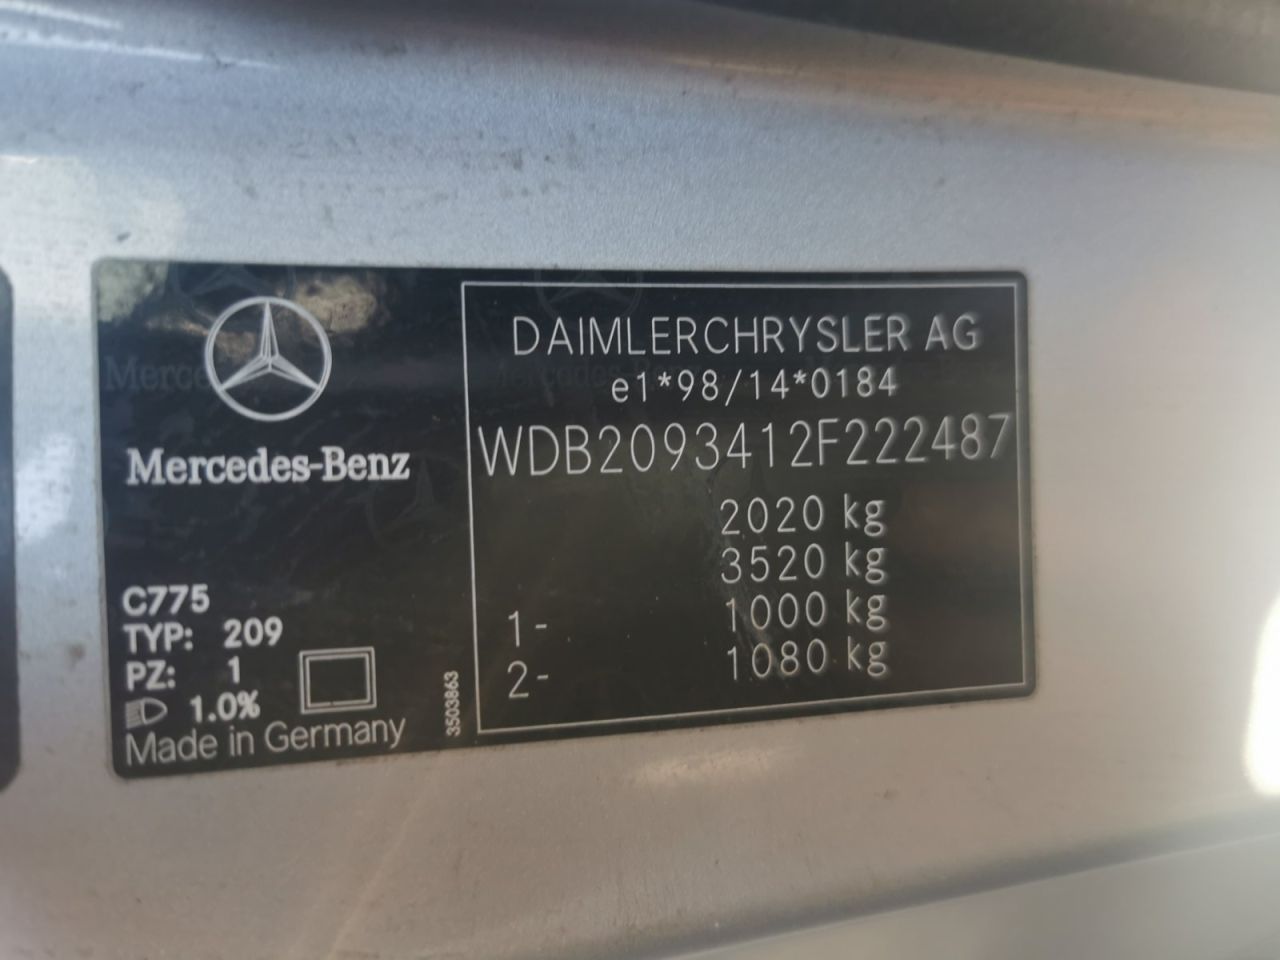 Mercedes-Benz
C775
TYP: 209
PZ: 1
1.0%
Made in Germany
3503863
DAIMLERCHRYSLER AG
e1*98/14*0184
WDB2093412F222487
2020 kg
3520 kg
1- 1000 kg
2- 1080 kg